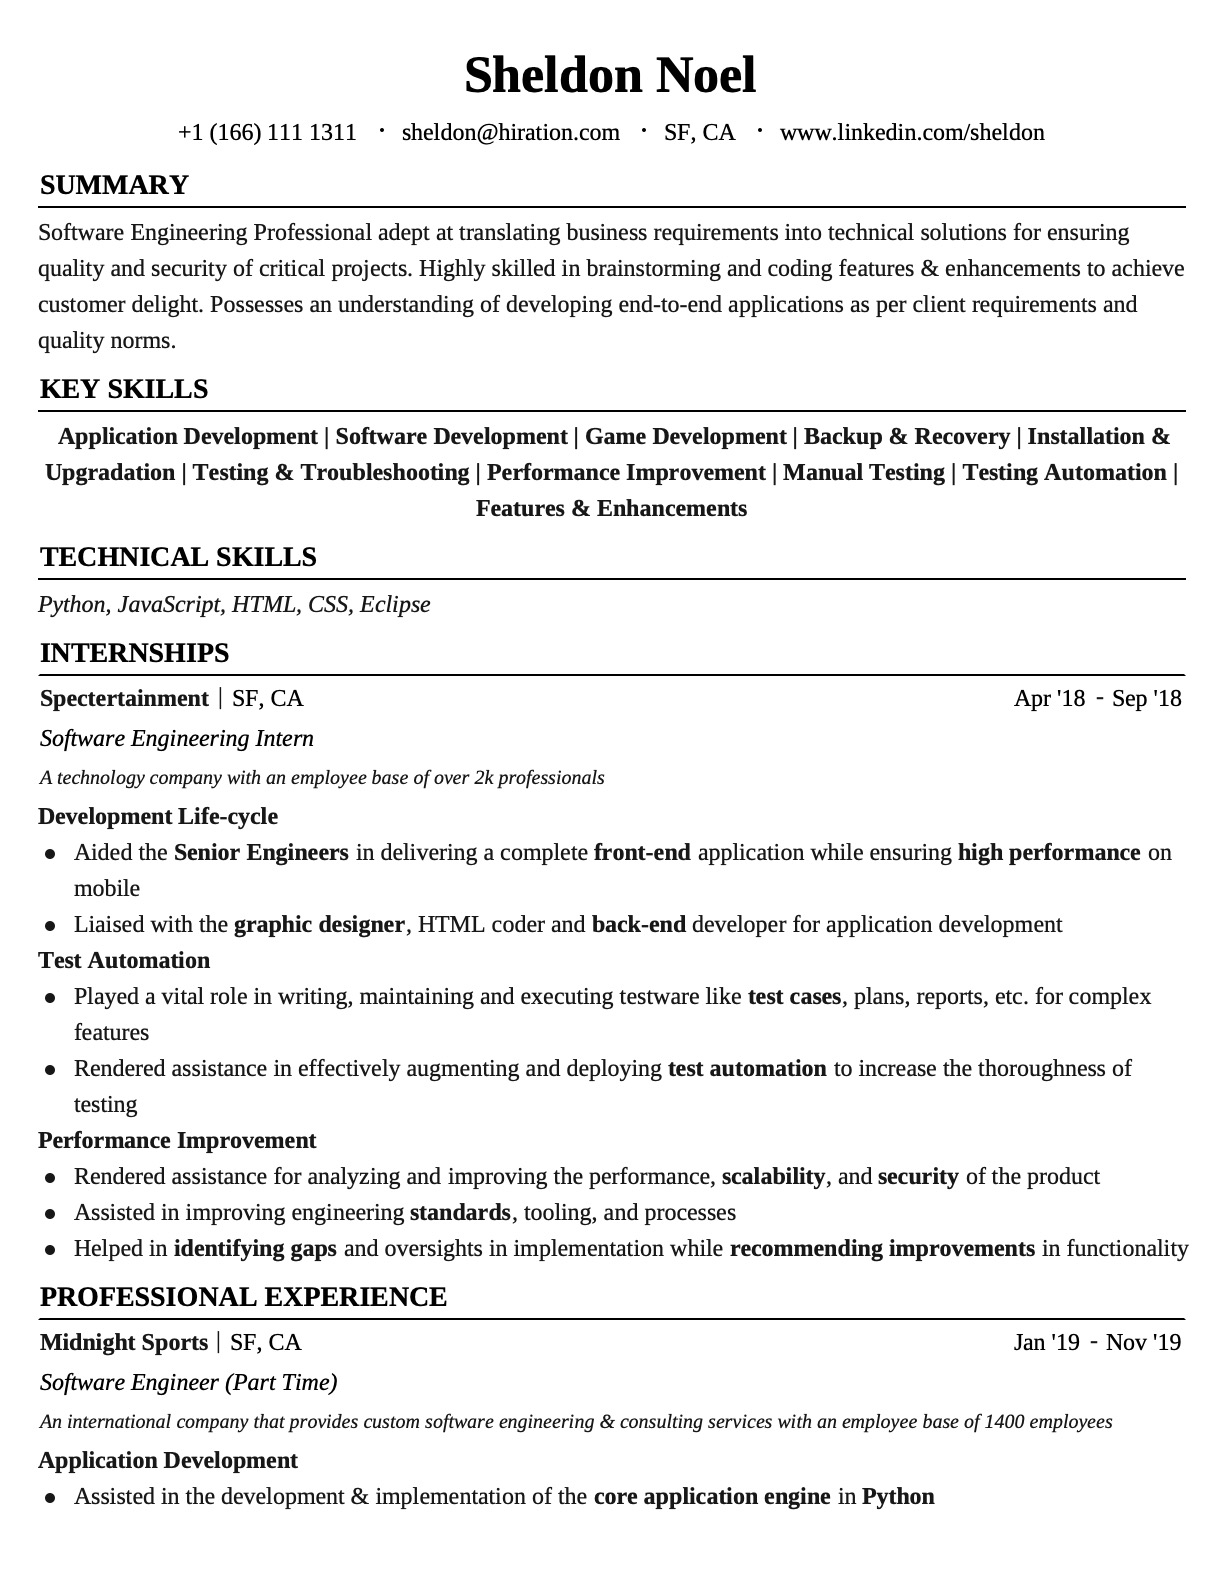 Sheldon Noel
+1 (166) 111 1311 · sheldon@hiration.com · SF, CA · www.linkedin.com/sheldon
SUMMARY
Software Engineering Professional adept at translating business requirements into technical solutions for ensuring
quality and security of critical projects. Highly skilled in brainstorming and coding features & enhancements to achieve
customer delight. Possesses an understanding of developing end-to-end applications as per client requirements and
quality norms.
KEY SKILLS
Application Development | Software Development | Game Development | Backup & Recovery | Installation &
Upgradation | Testing & Troubleshooting | Performance Improvement | Manual Testing | Testing Automation |
Features & Enhancements
TECHNICAL SKILLS
Python, JavaScript, HTML, CSS, Eclipse
INTERNSHIPS
Spectertainment | SF, CA Apr '18 - Sep '18
Software Engineering Intern
A technology company with an employee base of over 2k professionals
Development Life-cycle
● Aided the Senior Engineers in delivering a complete front-end application while ensuring high performance on
mobile
● Liaised with the graphic designer, HTML coder and back-end developer for application development
Test Automation
● Played a vital role in writing, maintaining and executing testware like test cases, plans, reports, etc. for complex
features
● Rendered assistance in effectively augmenting and deploying test automation to increase the thoroughness of
testing
Performance Improvement
● Rendered assistance for analyzing and improving the performance, scalability, and security of the product
● Assisted in improving engineering standards, tooling, and processes
● Helped in identifying gaps and oversights in implementation while recommending improvements in functionality
PROFESSIONAL EXPERIENCE
Midnight Sports | SF, CA Jan '19 - Nov '19
Software Engineer (Part Time)
An international company that provides custom software engineering & consulting services with an employee base of 1400 employees
Application Development
● Assisted in the development & implementation of the core application engine in Python